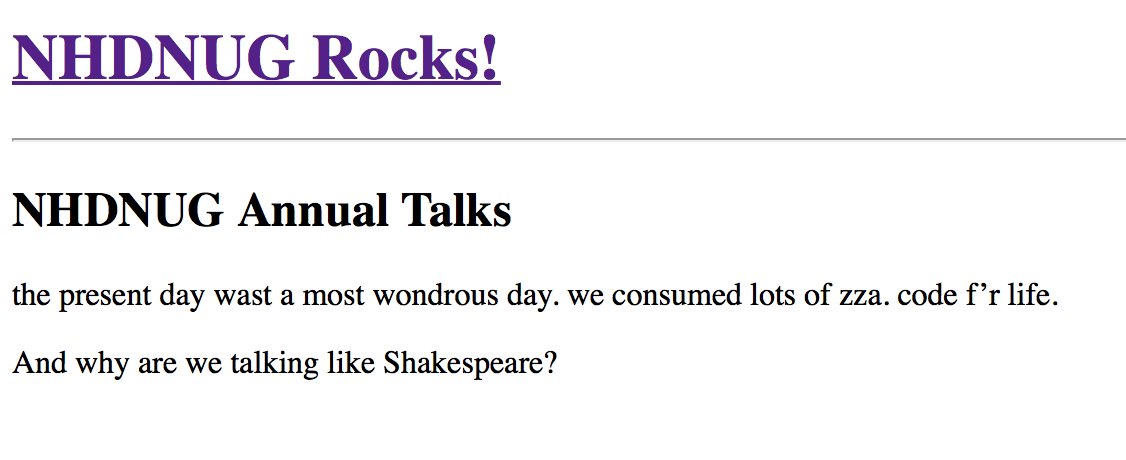 NHDNUG Rocks!
NHDNUG Annual Talks
the present day wast a most wondrous day. we consumed lots of zza. code f’r life.
And why are we talking like Shakespeare?